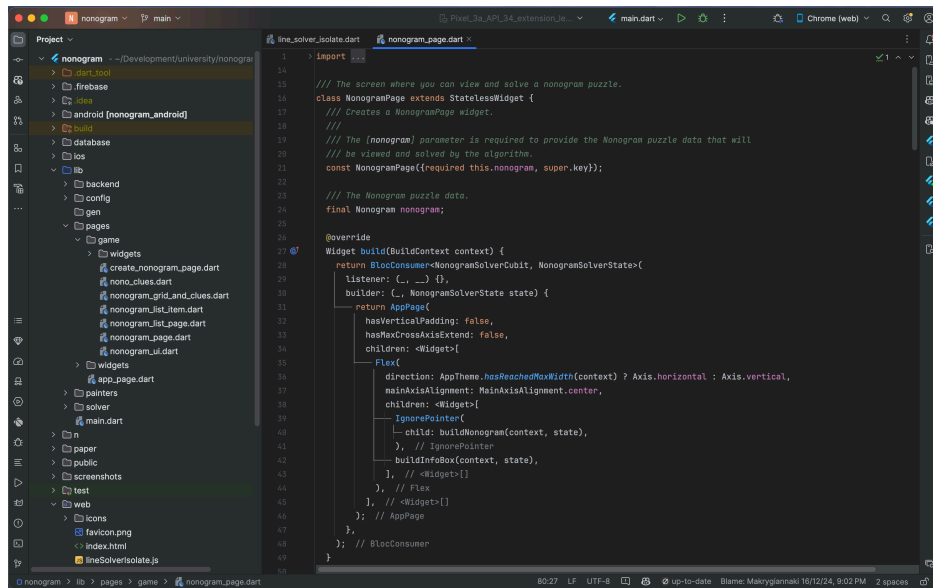 N nonogram
main
Pixel_3a_API_34_extension_le...
main.dart
Chrome (web)
Project
line_solver_isolate.dart
nonogram_page.dart
nonogram ~/Development/university/nonogra
.dart_tool
.firebase
.idea
android [nonogram_android]
build
database
ios
lib
backend
config
gen
pages
game
widgets
create_nonogram_page.dart
nono_clues.dart
nonogram_grid_and_clues.dart
nonogram_list_item.dart
nonogram_list_page.dart
nonogram_page.dart
nonogram_ui.dart
widgets
app_page.dart
painters
solver
main.dart
n
paper
public
screenshots
test
web
icons
favicon.png
index.html
lineSolverIsolate.js
1 import ...
1
14
15 /// The screen where you can view and solve a nonogram puzzle.
16 class NonogramPage extends StatelessWidget {
17 /// Creates a NonogramPage widget.
18 ///
19 /// The [nonogram] parameter is required to provide the Nonogram puzzle data that will
20 /// be viewed and solved by the algorithm.
21 const NonogramPage({required this.nonogram, super.key});
22
23 /// The Nonogram puzzle data.
24 final Nonogram nonogram;
25
26 @override
27 Widget build(BuildContext context) {
28 return BlocConsumer<NonogramSolverCubit, NonogramSolverState>(
29 listener: (_, __) {},
30 builder: (_, NonogramSolverState state) {
31 return AppPage(
32 hasVerticalPadding: false,
33 hasMaxCrossAxisExtend: false,
34 children: <Widget>[
35 Flex(
36 direction: AppTheme.hasReachedMaxWidth(context) ? Axis.horizontal : Axis.vertical,
37 mainAxisAlignment: MainAxisAlignment.center,
38 children: <Widget>[
39 IgnorePointer(
40 child: buildNonogram(context, state),
41 ), // IgnorePointer
42 buildInfoBox(context, state),
43 ], // <Widget>[]
44 ), // Flex
45 ], // <Widget>[]
46 ); // AppPage
47 },
48 ); // BlocConsumer
49 }
50
nonogram > lib > pages > game > nonogram_page.dart
80:27 LF UTF-8 up-to-date Blame: Makrygiannaki 16/12/24, 9:02 PM 2 spaces